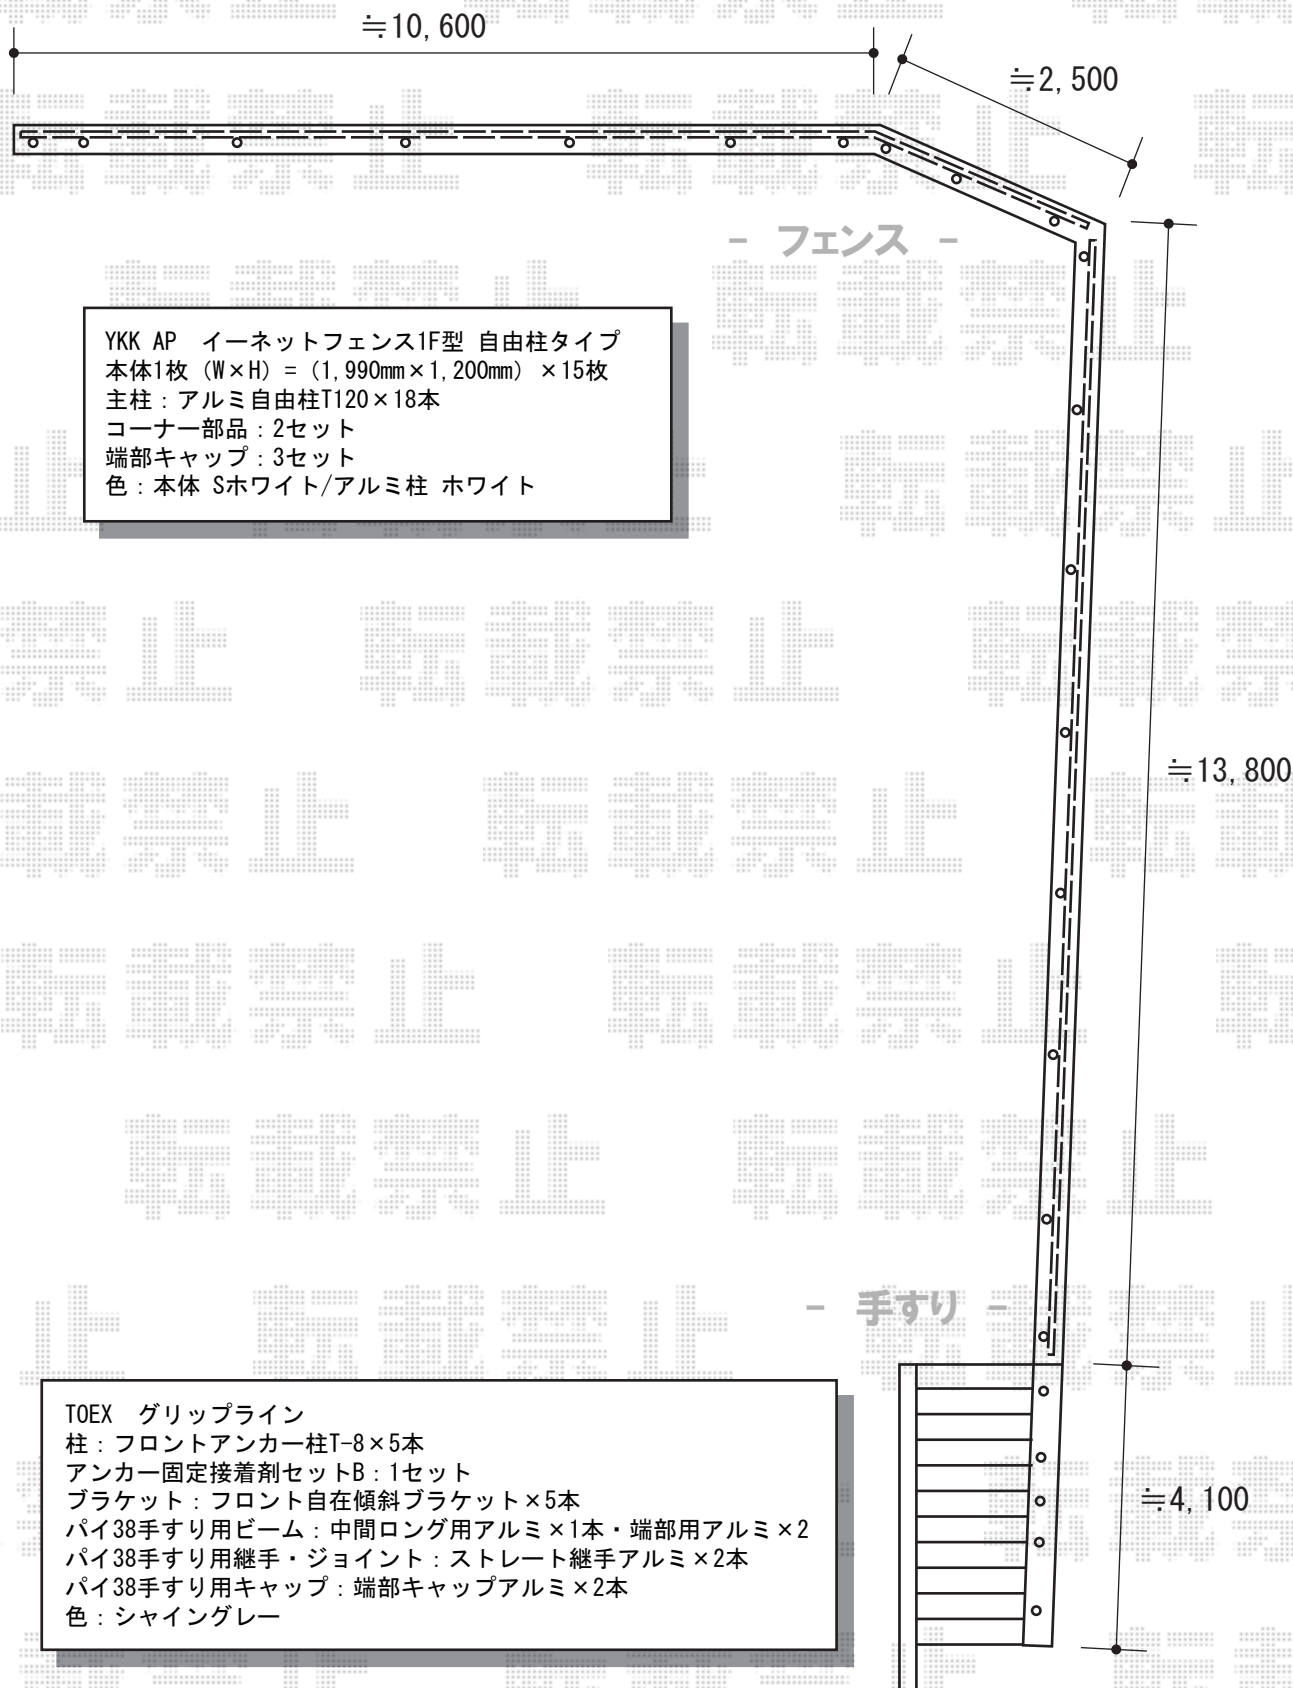 ≒10,600
≒2,500
- フェンス -
YKK AP　イーネットフェンス1F型 自由柱タイプ
本体1枚（W×H）=（1,990mm×1,200mm）×15枚
主柱：アルミ自由柱T120×18本
コーナー部品：2セット
端部キャップ：3セット
色：本体 Sホワイト/アルミ柱 ホワイト
≒13,800
- 手すり -
TOEX　グリップライン
柱：フロントアンカー柱T-8×5本
アンカー固定接着剤セットB：1セット
ブラケット：フロント自在傾斜ブラケット×5本
パイ38手すり用ビーム：中間ロング用アルミ×1本・端部用アルミ×2
パイ38手すり用継手・ジョイント：ストレート継手アルミ×2本
パイ38手すり用キャップ：端部キャップアルミ×2本
色：シャイングレー
≒4,100
転載禁止